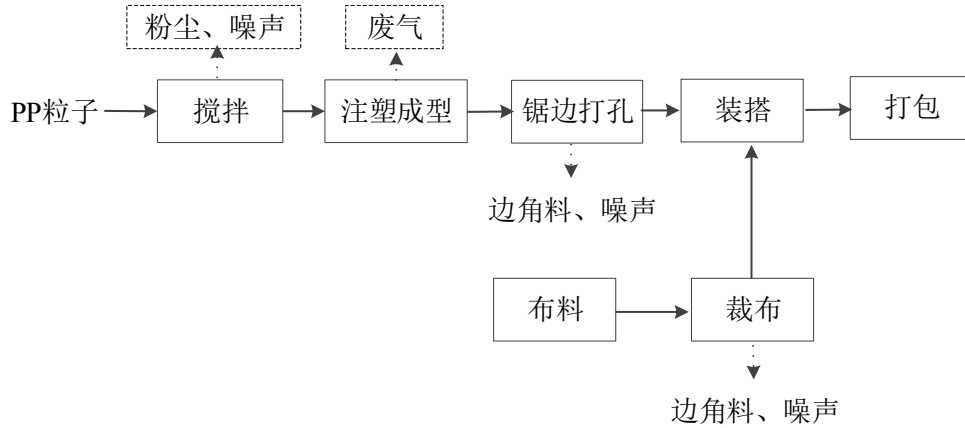 粉尘、噪声
废气
PP粒子
搅拌
注塑成型
锯边打孔
装搭
打包
边角料、噪声
布料
裁布
边角料、噪声